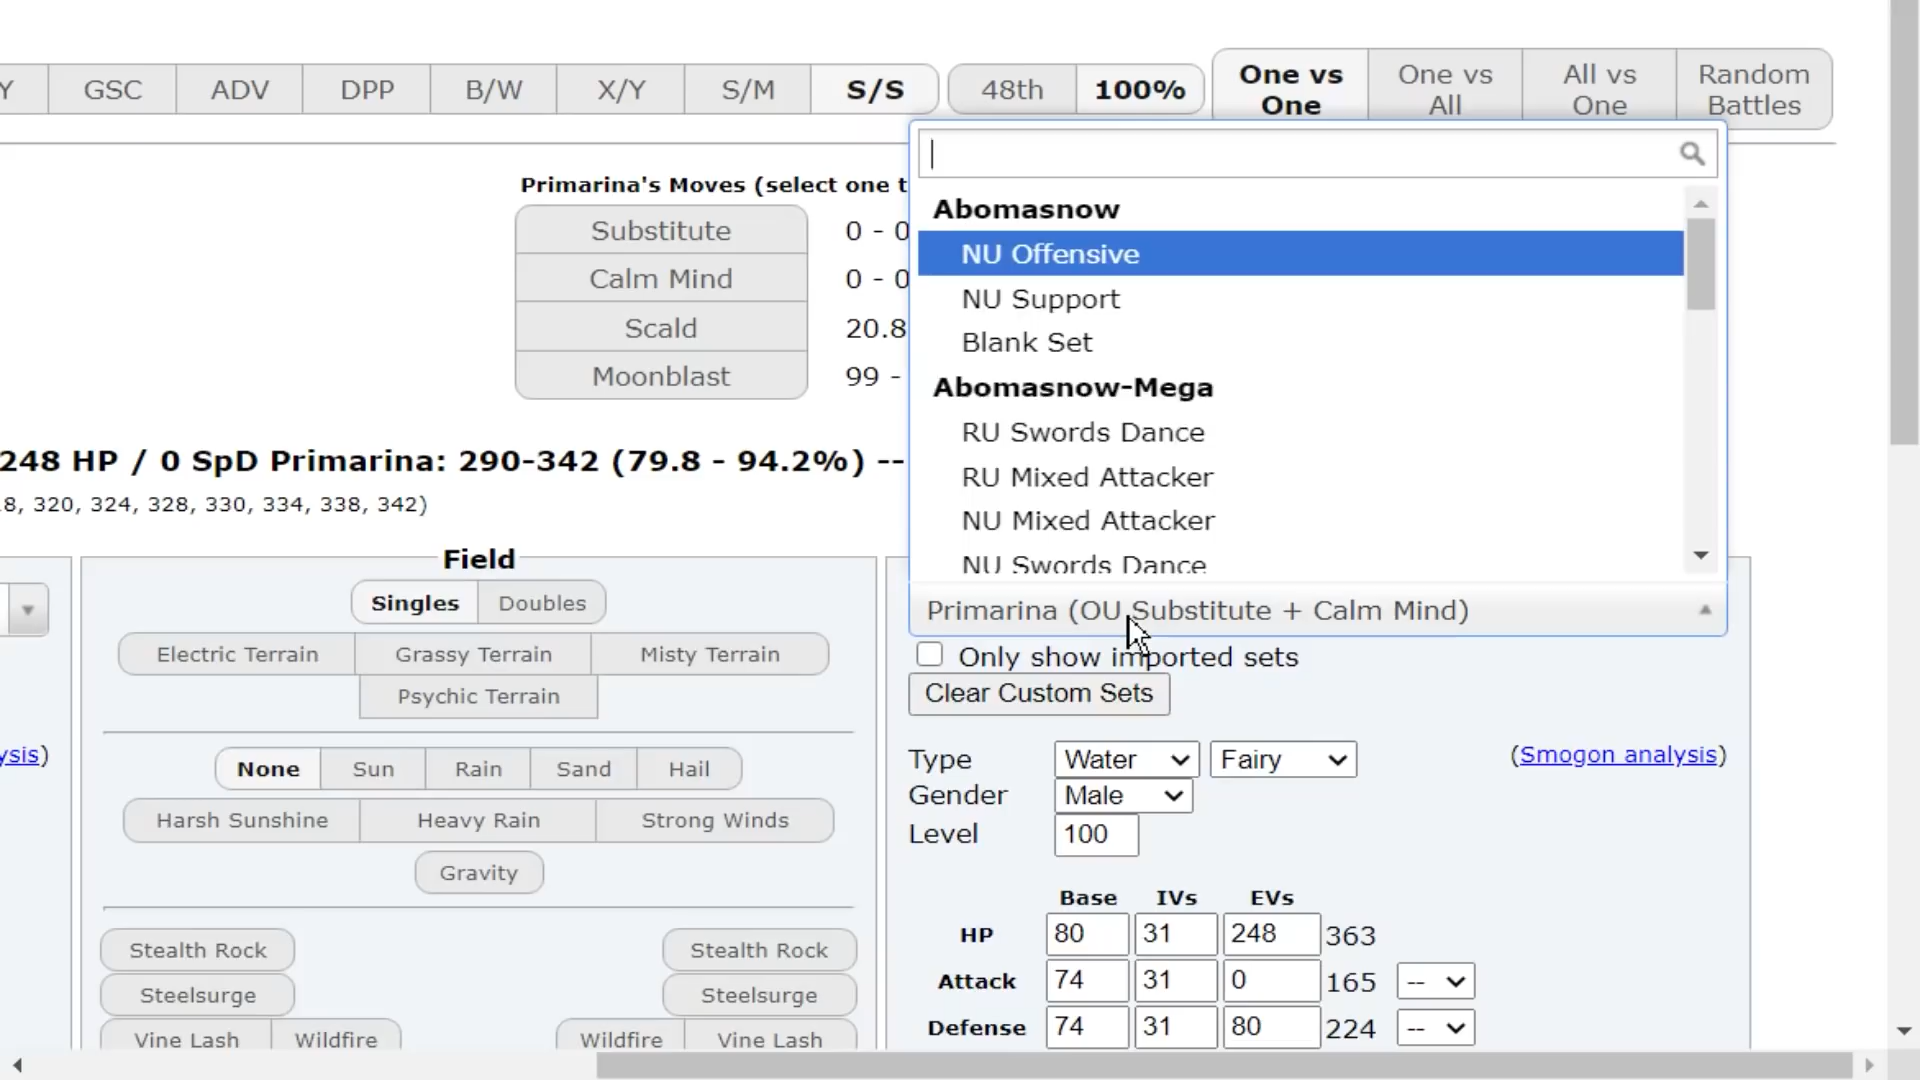 Y GSC ADV DPP B/W X/Y S/M S/S 48th 100% One vs One One vs All All vs One Random Battles
Primarina's Moves (select one t
Substitute 0 - 0
Calm Mind 0 - 0
Scald 20.8
Moonblast 99 -
Abomasnow
NU Offensive
NU Support
Blank Set
Abomasnow-Mega
RU Swords Dance
RU Mixed Attacker
NU Mixed Attacker
NU Swords Dance
248 HP / 0 SpD Primarina: 290-342 (79.8 - 94.2%) --
8, 320, 324, 328, 330, 334, 338, 342)
Field
Singles Doubles
Electric Terrain Grassy Terrain Misty Terrain
Psychic Terrain
None Sun Rain Sand Hail
Harsh Sunshine Heavy Rain Strong Winds
Gravity
Stealth Rock Stealth Rock
Steelsurge Steelsurge
Vine Lash Wildfire Wildfire Vine Lash
ysis)
Primarina (OU Substitute + Calm Mind)
Only show imported sets
Clear Custom Sets
Type Water Fairy (Smogon analysis)
Gender Male
Level 100
Base IVs EVs
HP 80 31 248 363
Attack 74 31 0 165 --
Defense 74 31 80 224 --